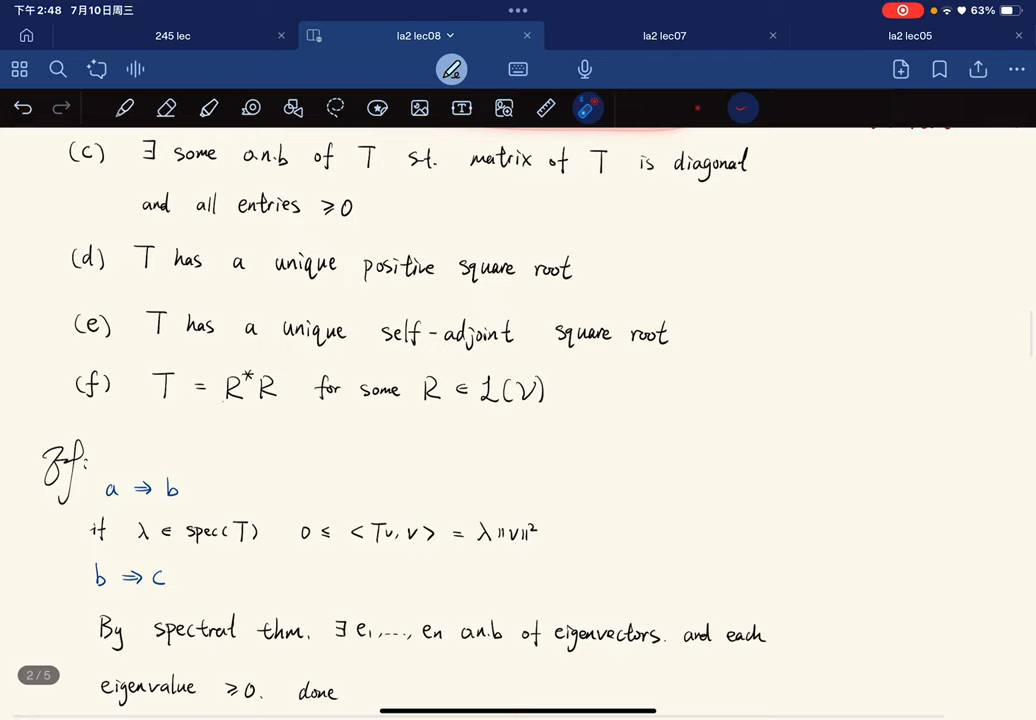 下午2:48 7月10日周三
63%
245 lec
la2 lec08
la2 lec07
la2 lec05
(c) ∃ some o.n.b of T st. matrix of T is diagonal
and all entries ⩾0
(d) T has a unique positive square root
(e) T has a unique self-adjoint square root
(f) T = R*R for some R ∈ L(V)
Pf:
a ⇒ b
if λ ∈ spec(T) 0 ≤ <Tv, v> = λ||v||²
b ⇒ c
By spectral thm. ∃ e₁,..., en o.n.b of eigenvectors. and each
2/5
eigenvalue ⩾0. done